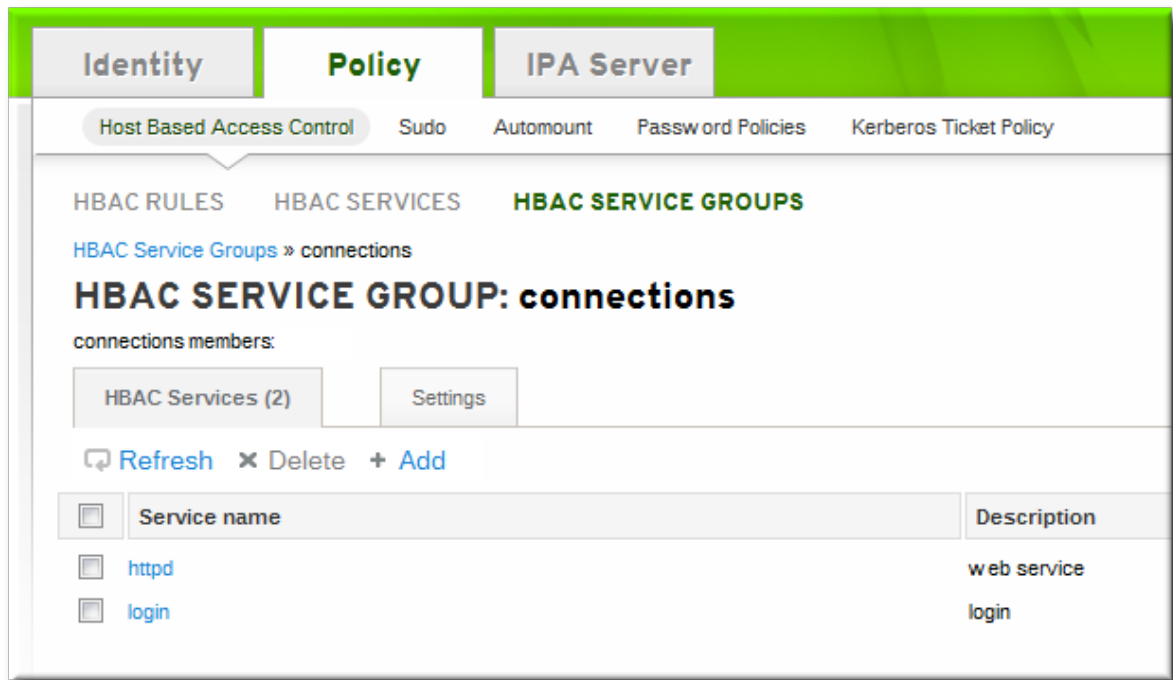 Identity Policy IPA Server
Host Based Access Control Sudo Automount Password Policies Kerberos Ticket Policy
HBAC RULES HBAC SERVICES HBAC SERVICE GROUPS
HBAC Service Groups » connections
HBAC SERVICE GROUP: connections
connections members:
HBAC Services (2) Settings
Refresh Delete + Add
Service name Description
httpd web service
login login